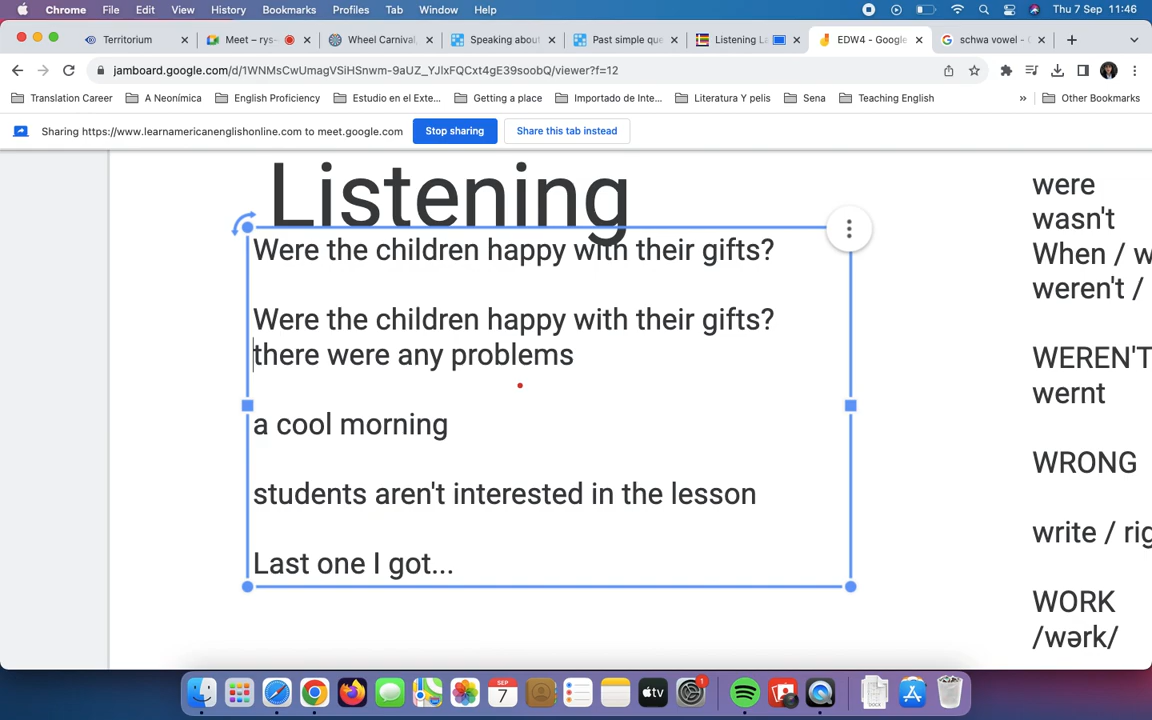 Chrome File Edit View History Bookmarks Profiles Tab Window Help Thu 7 Sep 11:46
Territorium Meet – rys- Wheel Carnival, Speaking about Past simple que Listening Le EDW4 - Google schwa vowel -
jamboard.google.com/d/1WNMsCwUmagVSiHSnwm-9aUZ_YJlxFQCxt4gE39soobQ/viewer?f=12
Translation Career A Neonímica English Proficiency Estudio en el Exte... Getting a place Importado de Inte... Literatura Y pelis Sena Teaching English » Other Bookmarks
Sharing https://www.learnamericanenglishonline.com to meet.google.com Stop sharing Share this tab instead
Listening
Were the children happy with their gifts?
Were the children happy with their gifts?
there were any problems
a cool morning
students aren't interested in the lesson
Last one I got...
were
wasn't
When / w
weren't /
WEREN'T
wernt
WRONG
write / rig
WORK
/wərk/
SEP
7
tv
1
DOCX